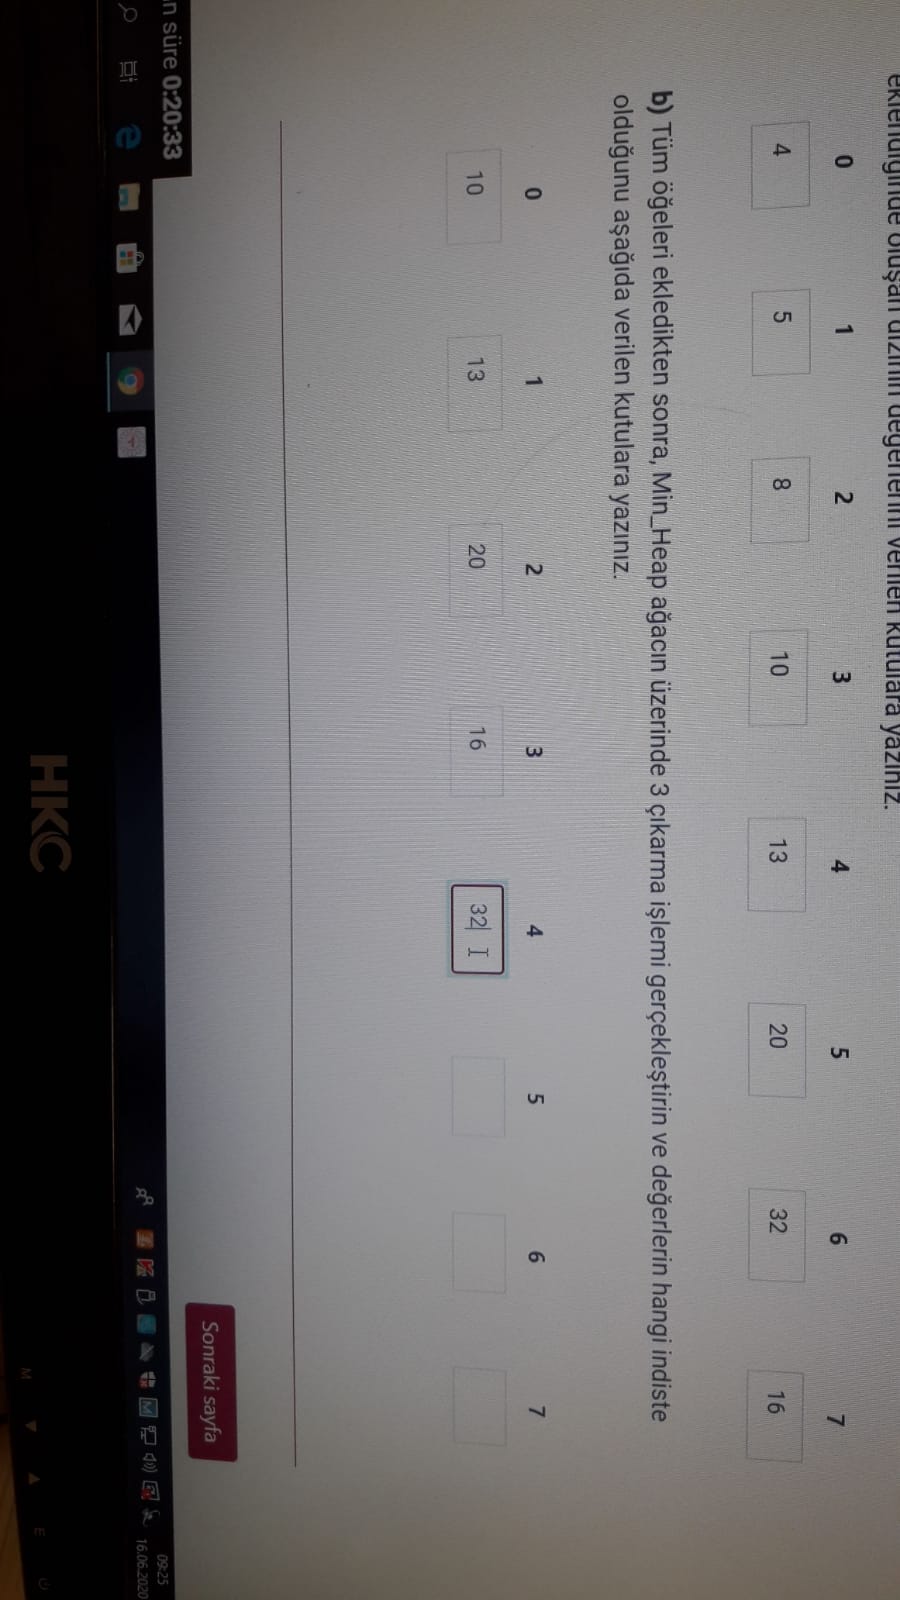 eklendiğinde oluşan dizinin değerlerini verilen kutulara yazınız.
0 1 2 3 4 5 6 7
4 5 8 10 13 20 32 16
b) Tüm öğeleri ekledikten sonra, Min_Heap ağacın üzerinde 3 çıkarma işlemi gerçekleştirin ve değerlerin hangi indiste
olduğunu aşağıda verilen kutulara yazınız.
0 1 2 3 4 5 6 7
10 13 20 16 32
Sonraki sayfa
n süre 0:20:33
09:25
16.06.2020
HKC
M E